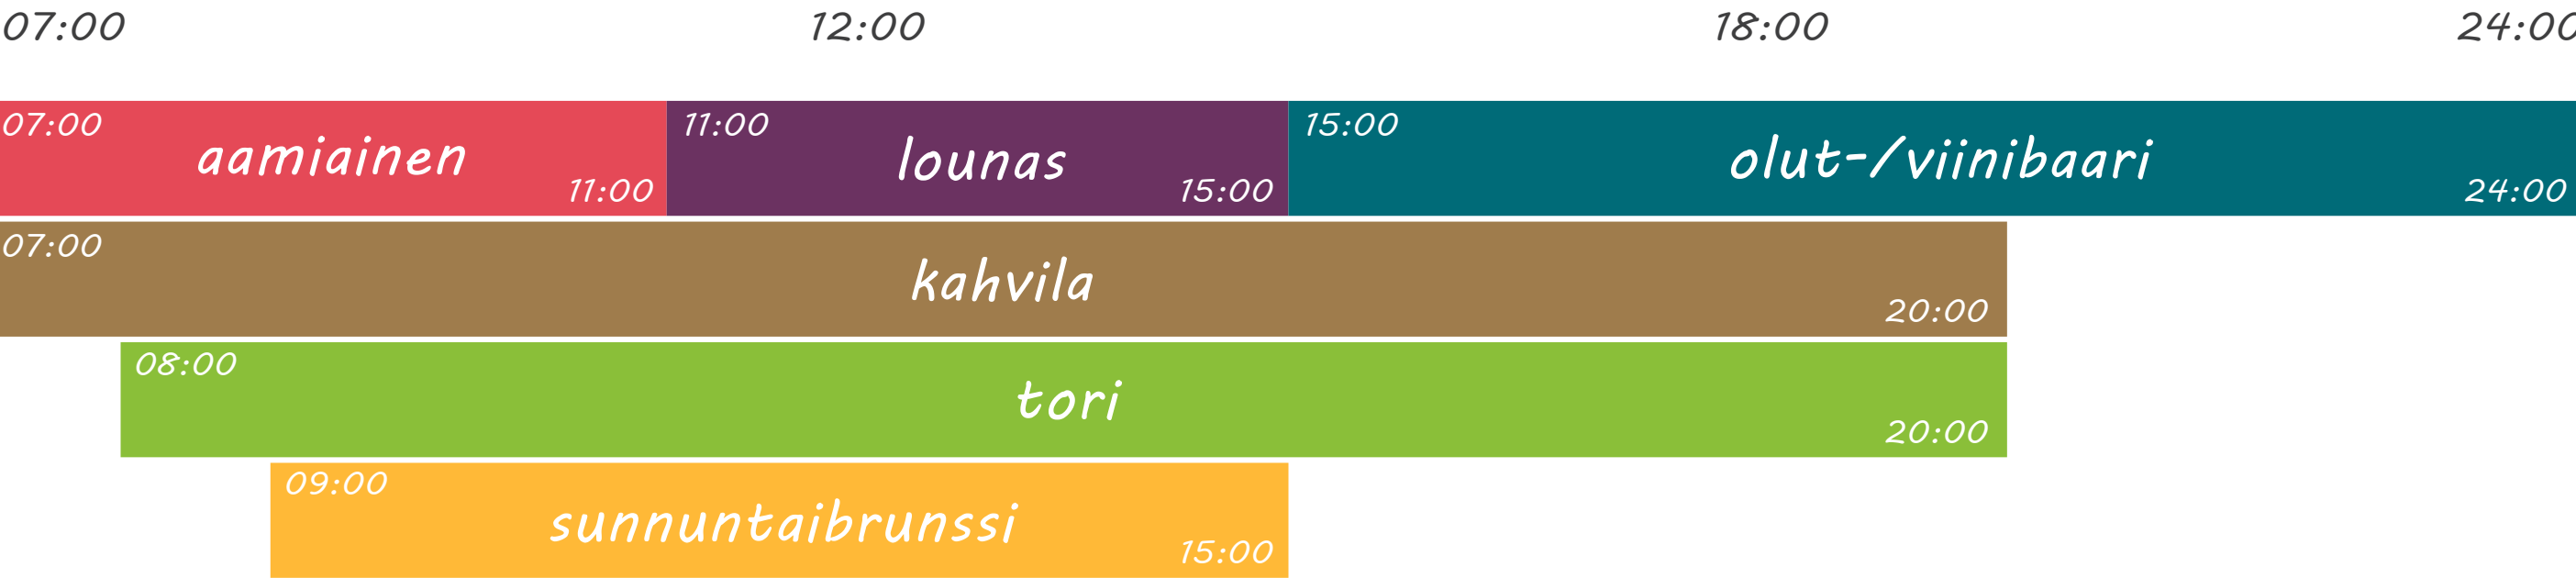 07:00 12:00 18:00 24:00
07:00 aamiainen 11:00
11:00 lounas 15:00
15:00 olut-/viinibaari 24:00
07:00 kahvila 20:00
08:00 tori 20:00
09:00 sunnuntaibrunssi 15:00